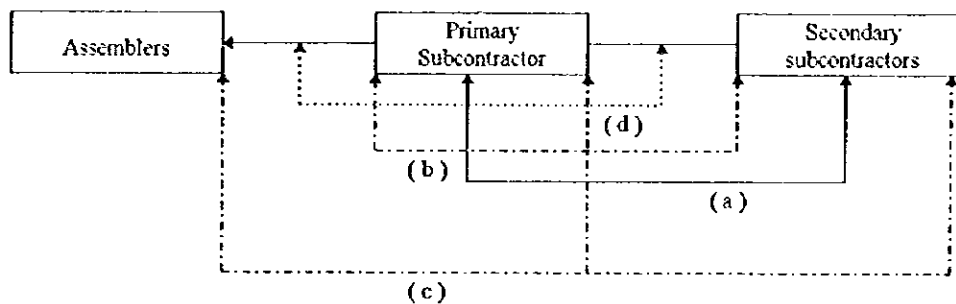 Assemblers
Primary
Subcontractor
Secondary
subcontractors
(d)
(b)
(a)
(c)